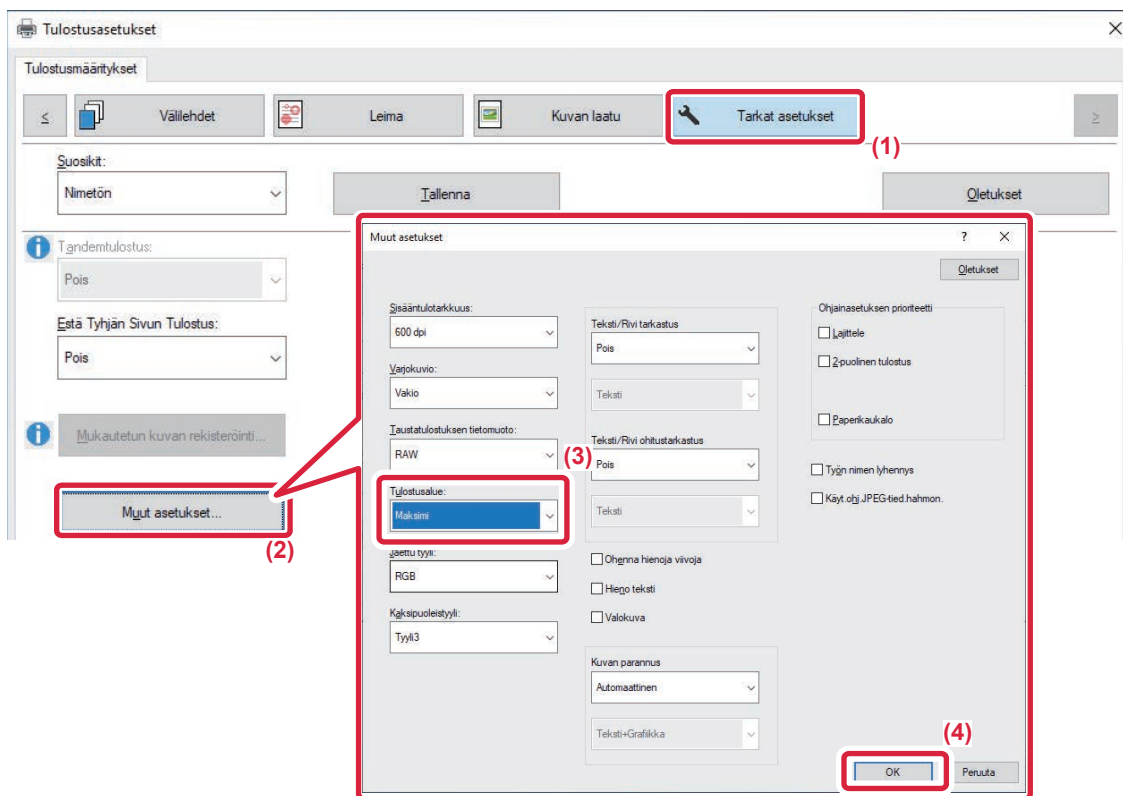 Tulostusasetukset
Tulostusmääritykset
≤ Välilehdet Leima Kuvan laatu Tarkat asetukset ≥
(1)
Suosikit:
Nimetön Tallenna Oletukset
Tandemtulostus:
Pois
Estä Tyhjän Sivun Tulostus:
Pois
Mukautetun kuvan rekisteröinti...
Muut asetukset...
(2)
Muut asetukset ?
Oletukset
Sisääntulotarkkuus:
600 dpi
Varjokuvio:
Vakio
Taustatulostuksen tietomuoto:
RAW
(3)
Tulostusalue:
Maksimi
Jaettu tyyli:
RGB
Kaksipuoleistyyli:
Tyyli3
Teksti/Rivi tarkastus
Pois
Teksti
Teksti/Rivi ohitustarkastus
Pois
Teksti
Ohenna hienoja viivoja
Hieno teksti
Valokuva
Kuvan parannus
Automaattinen
Teksti+Grafiikka
Ohjainasetuksen prioriteetti
Lajittele
2-puolinen tulostus
Paperikaukalo
Työn nimen lyhennys
Käyt.ohj.JPEG-tied.hahmon.
(4)
OK Peruuta